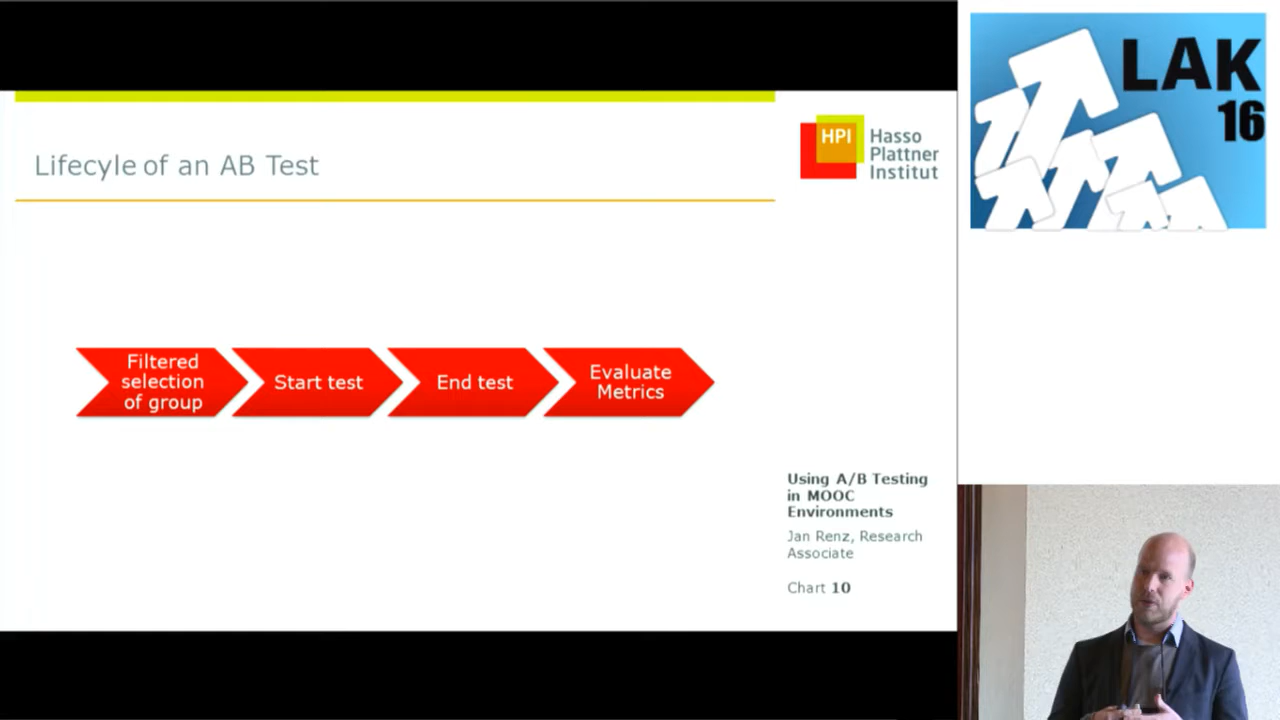 Lifecyle of an AB Test
HPI
Hasso
Plattner
Institut
Filtered
selection
of group
Start test
End test
Evaluate
Metrics
Using A/B Testing
in MOOC
Environments
Jan Renz, Research
Associate
Chart 10
LAK
16